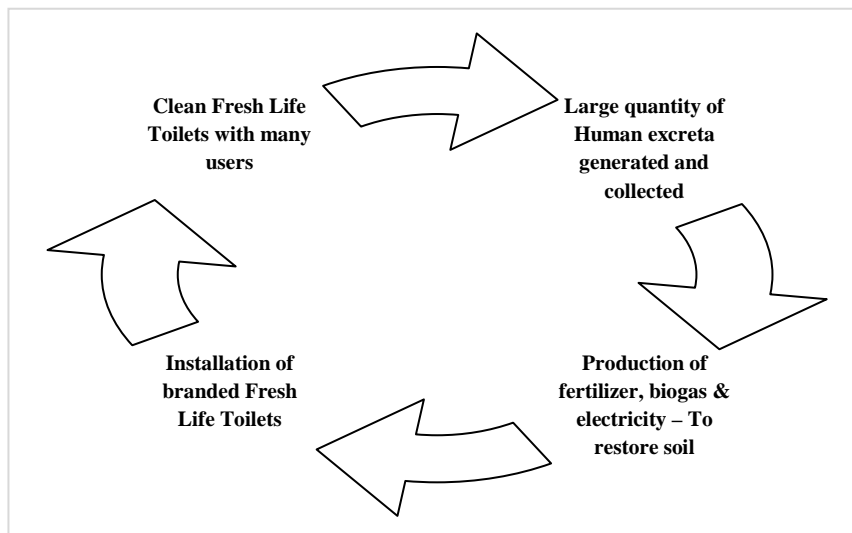 Clean Fresh Life
Toilets with many
users
Large quantity of
Human excreta
generated and
collected
Production of
fertilizer, biogas &
electricity – To
restore soil
Installation of
branded Fresh
Life Toilets